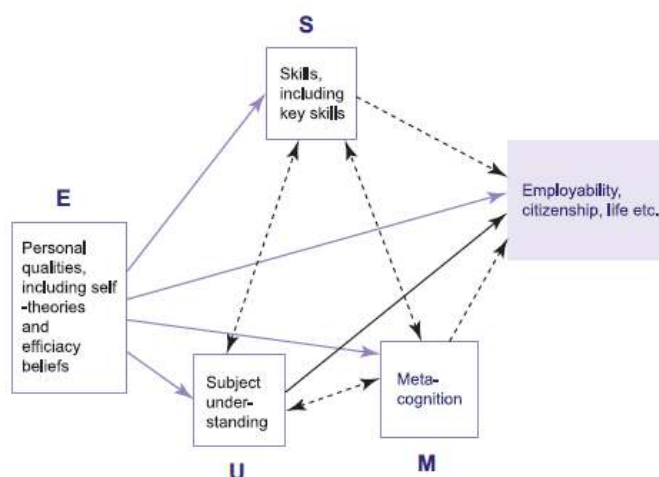 S
Skills,
including
key skills
Employability,
citizenship, life etc.
E
Personal
qualities,
including self
-theories
and
efficiacy
beliefs
Subject
under-
standing
Meta-
cognition
U
M